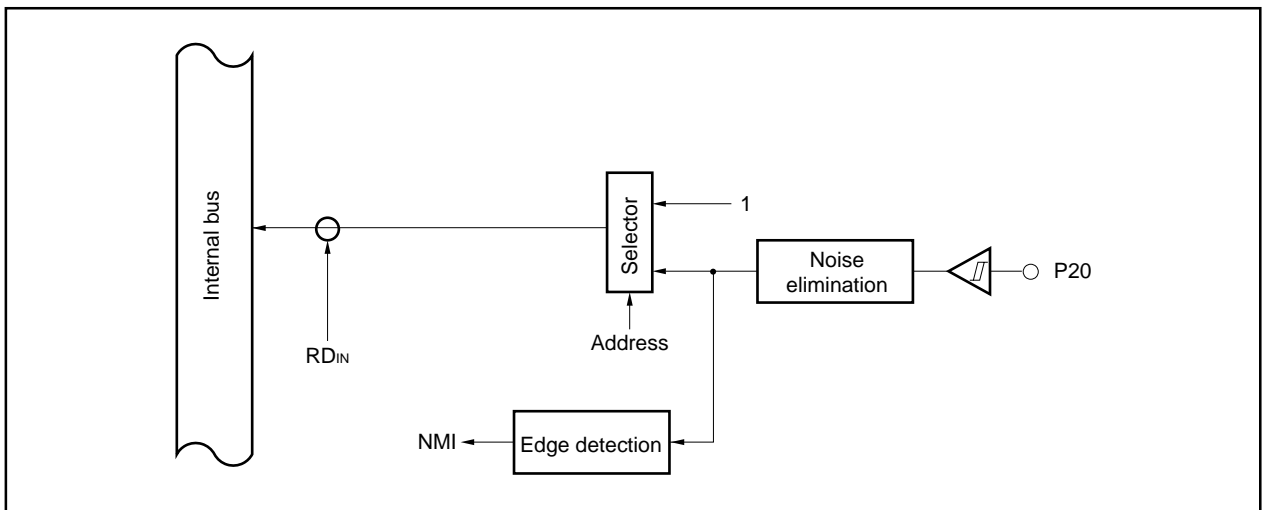 Internal bus
Selector
1
Noise
elimination
P20
RDIN
Address
NMI
Edge detection